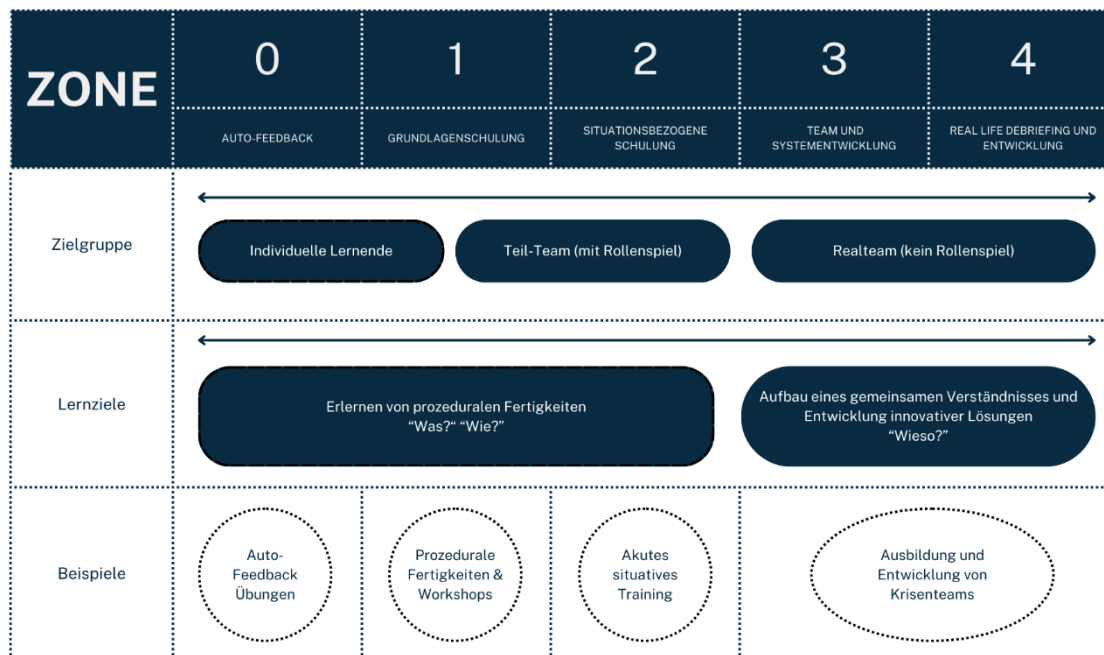 ZONE
0
1
2
3
4
AUTO-FEEDBACK
GRUNDLAGENSCHULUNG
SITUATIONSBEZOGENE
SCHULUNG
TEAM UND
SYSTEMENTWICKLUNG
REAL LIFE DEBRIEFING UND
ENTWICKLUNG
Zielgruppe
Individuelle Lernende
Teil-Team (mit Rollenspiel)
Realteam (kein Rollenspiel)
Lernziele
Erlernen von prozeduralen Fertigkeiten
“Was?“ “Wie?”
Aufbau eines gemeinsamen Verständnisses und
Entwicklung innovativer Lösungen
“Wieso?”
Beispiele
Auto-
Feedback
Übungen
Prozedurale
Fertigkeiten &
Workshops
Akutes
situatives
Training
Ausbildung und
Entwicklung von
Krisenteams